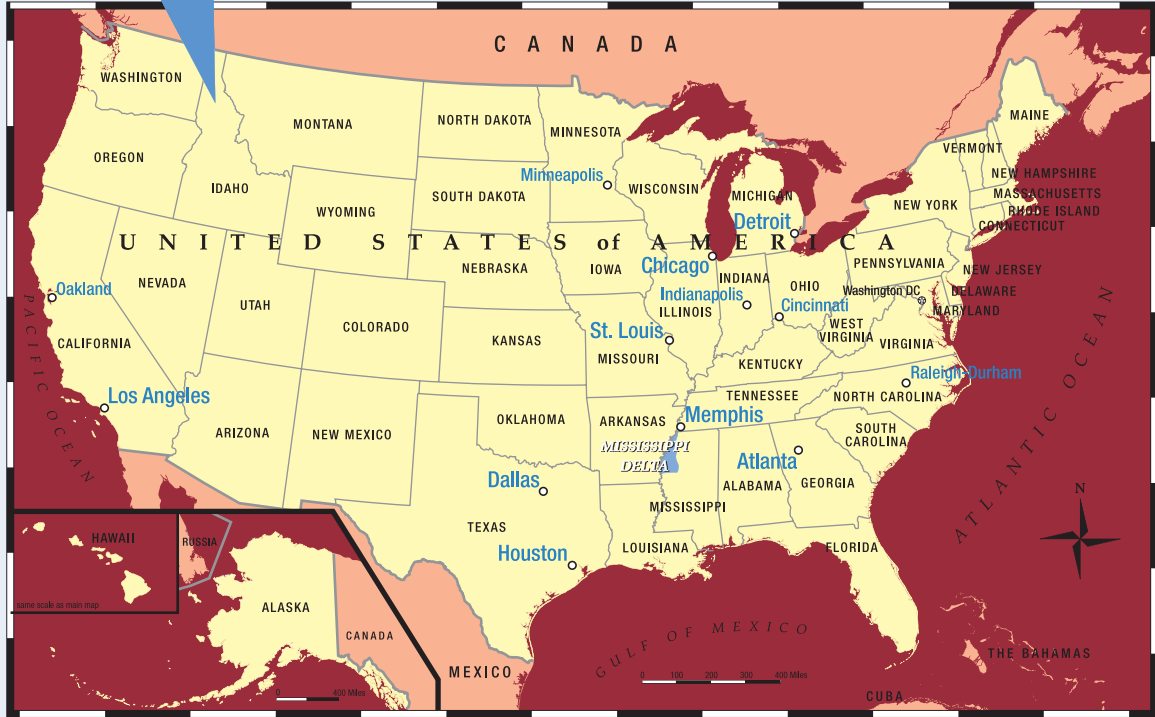 CANADA
WASHINGTON
MONTANA
NORTH DAKOTA
MINNESOTA
MAINE
OREGON
VERMONT
IDAHO
Minneapolis
WISCONSIN
MICHIGAN
NEW HAMPSHIRE
MASSACHUSETTS
SOUTH DAKOTA
WYOMING
NEW YORK
RHODE ISLAND
Detroit
CONNECTICUT
UNITED STATES of AMERICA
Chicago
PENNSYLVANIA
NEBRASKA
IOWA
NEW JERSEY
INDIANA
NEVADA
OHIO
Oakland
Indianapolis
Washington DC
DELAWARE
UTAH
ILLINOIS
Cincinnati
MARYLAND
COLORADO
St. Louis
WEST
VIRGINIA
KANSAS
CALIFORNIA
VIRGINIA
MISSOURI
KENTUCKY
PACIFIC OCEAN
ATLANTIC OCEAN
Raleigh-Durham
Los Angeles
TENNESSEE
NORTH CAROLINA
Memphis
OKLAHOMA
ARKANSAS
ARIZONA
NEW MEXICO
SOUTH
CAROLINA
MISSISSIPPI
DELTA
Atlanta
Dallas
ALABAMA
GEORGIA
N
MISSISSIPPI
TEXAS
HAWAII
RUSSIA
LOUISIANA
FLORIDA
Houston
same scale as main map
ALASKA
CANADA
GULF OF MEXICO
THE BAHAMAS
MEXICO
0 100 200 300 400 Miles
0 400 Miles
CUBA